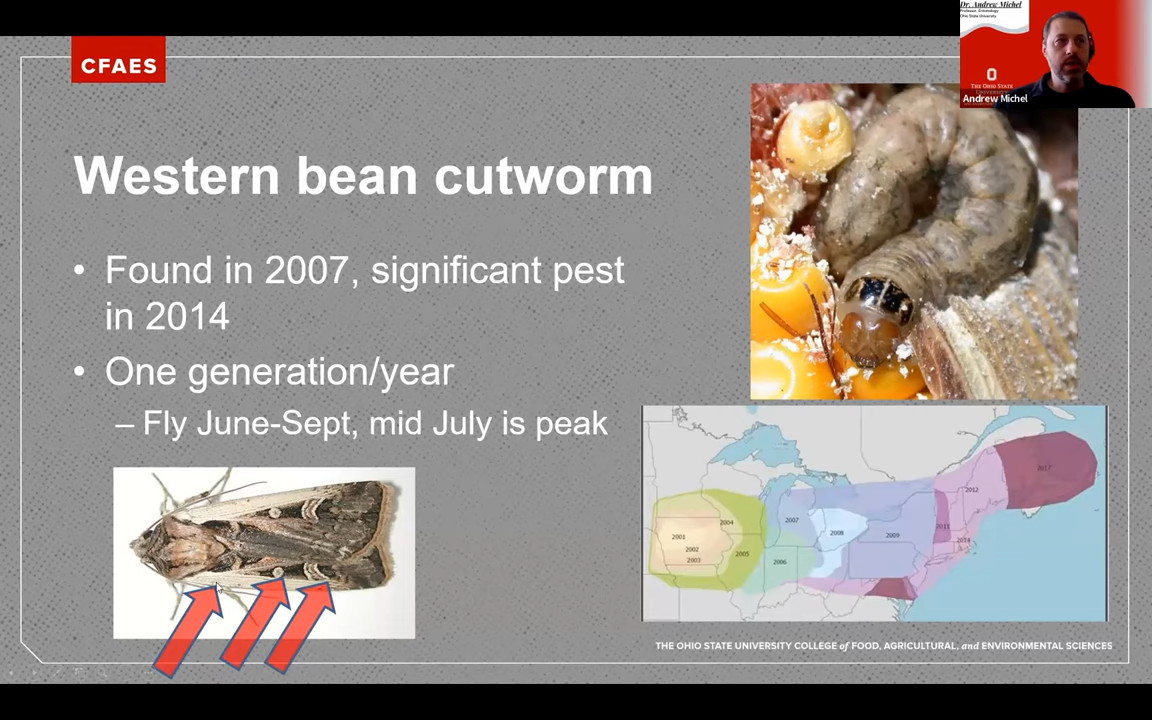 Dr. Andrew Michel
Professor, Entomology
Ohio State University
THE OHIO STATE
UNIVERSITY
Andrew Michel
CFAES
Western bean cutworm
• Found in 2007, significant pest
in 2014
• One generation/year
– Fly June-Sept, mid July is peak
2017
2012
2004
2007
2001
2008
2011
2009
2014
2002
2005
2003
2006
THE OHIO STATE UNIVERSITY COLLEGE of FOOD, AGRICULTURAL, and ENVIRONMENTAL SCIENCES